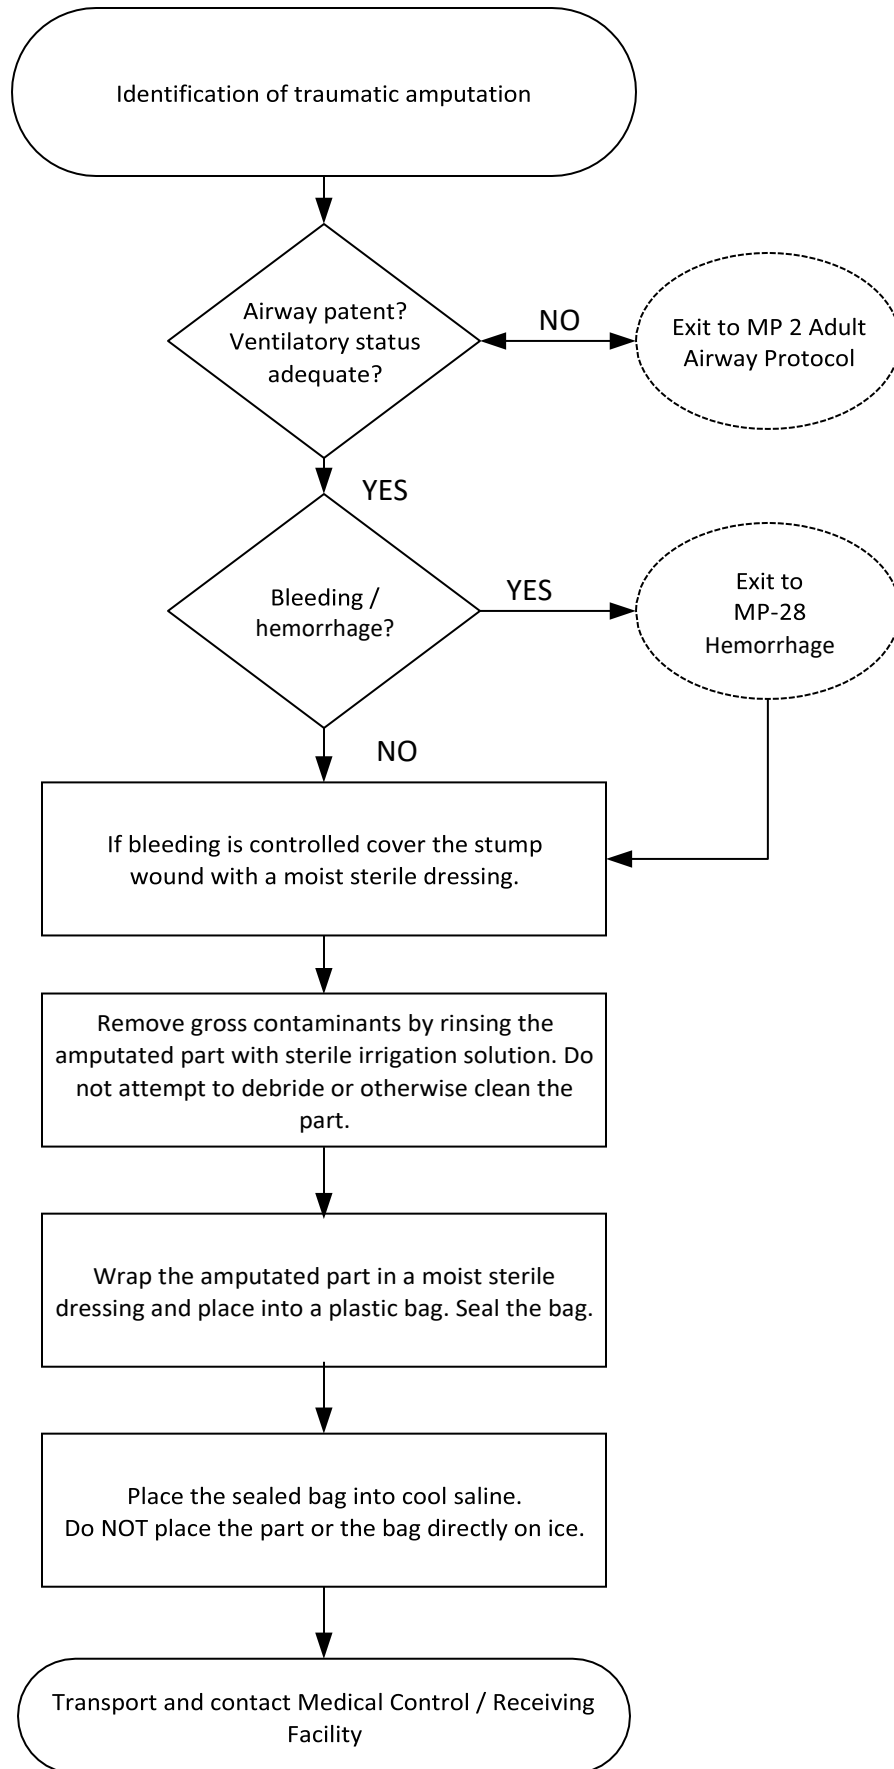 Identification of traumatic amputation
Airway patent?
Ventilatory status
adequate?
NO
Exit to MP 2 Adult
Airway Protocol
YES
Bleeding /
hemorrhage?
YES
Exit to
MP-28
Hemorrhage
NO
If bleeding is controlled cover the stump
wound with a moist sterile dressing.
Remove gross contaminants by rinsing the
amputated part with sterile irrigation solution. Do
not attempt to debride or otherwise clean the
part.
Wrap the amputated part in a moist sterile
dressing and place into a plastic bag. Seal the bag.
Place the sealed bag into cool saline.
Do NOT place the part or the bag directly on ice.
Transport and contact Medical Control / Receiving
Facility